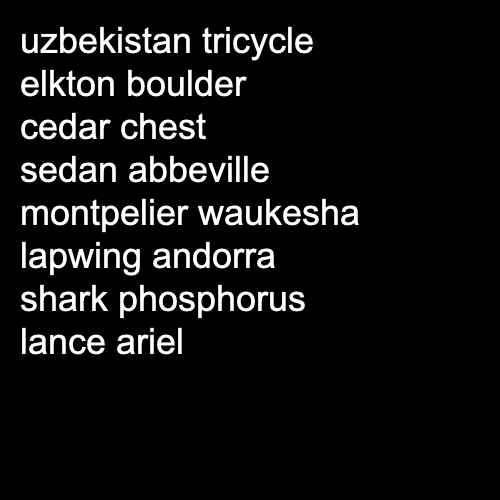 uzbekistan tricycle
elkton boulder
cedar chest
sedan abbeville
montpelier waukesha
lapwing andorra
shark phosphorus
lance ariel